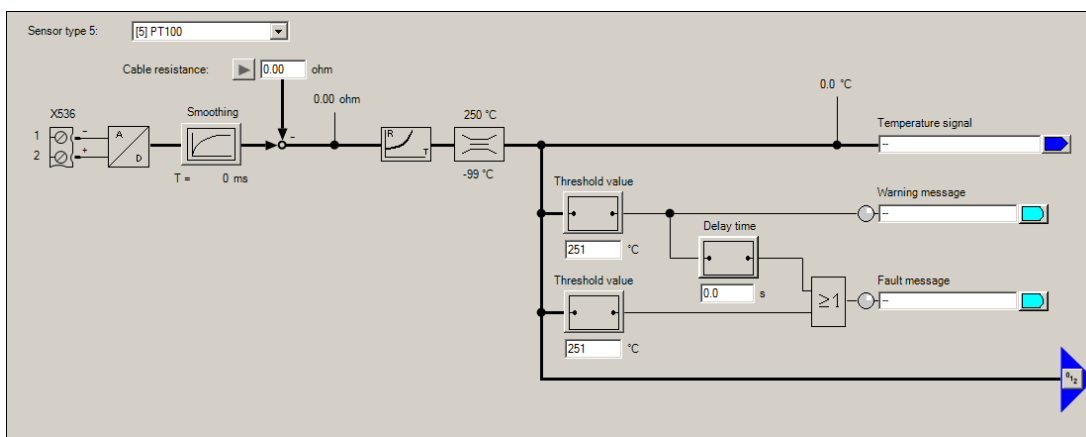 Sensor type 5: [5] PT100
Cable resistance: 0.00 ohm
0.00 ohm
0.0 °C
X536
Smoothing
250 °C
Temperature signal
1 - A
2 + D
IR
T
--
T = 0 ms
-99 °C
Threshold value
Warning message
--
Delay time
251 °C
Threshold value
0.0 s
≥1
Fault message
--
251 °C
012